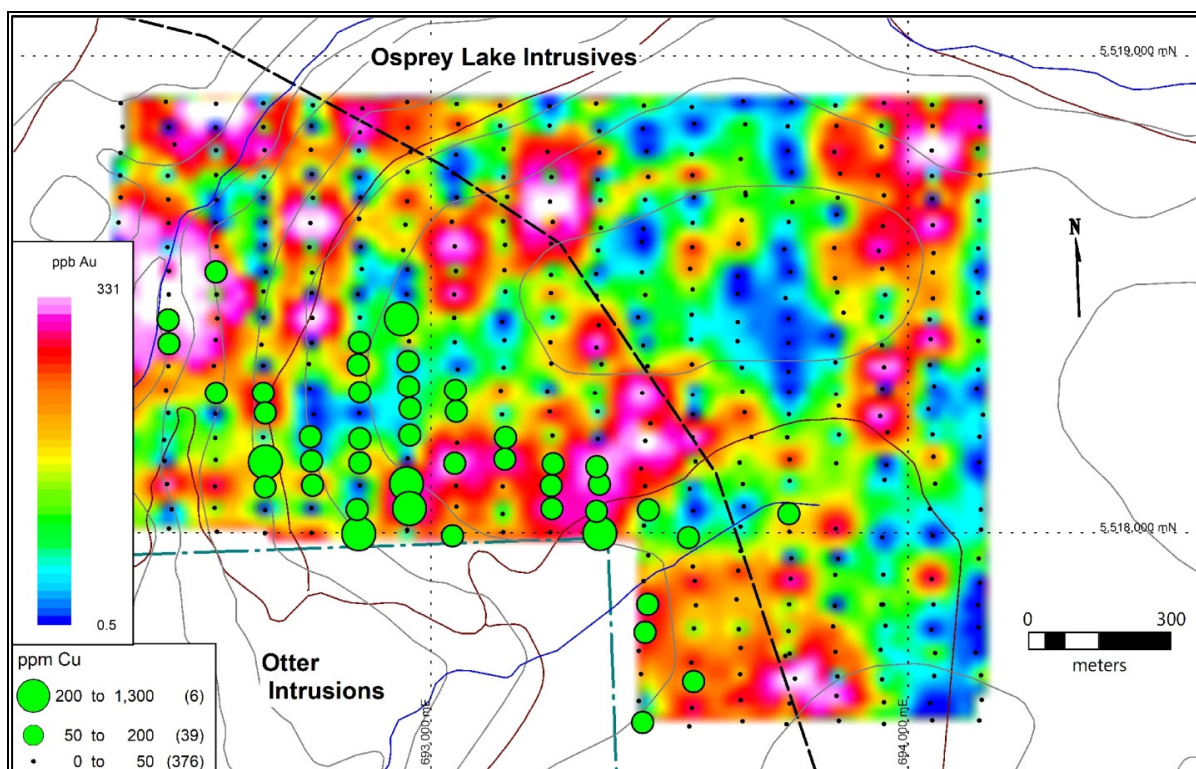 Osprey Lake Intrusives
5,519,000 mN
N
ppb Au
331
0.5
5,518,000 mN
0 300
meters
Otter
Intrusions
693,000 mE
694,000 mE
ppm Cu
200 to 1,300 (6)
50 to 200 (39)
0 to 50 (376)